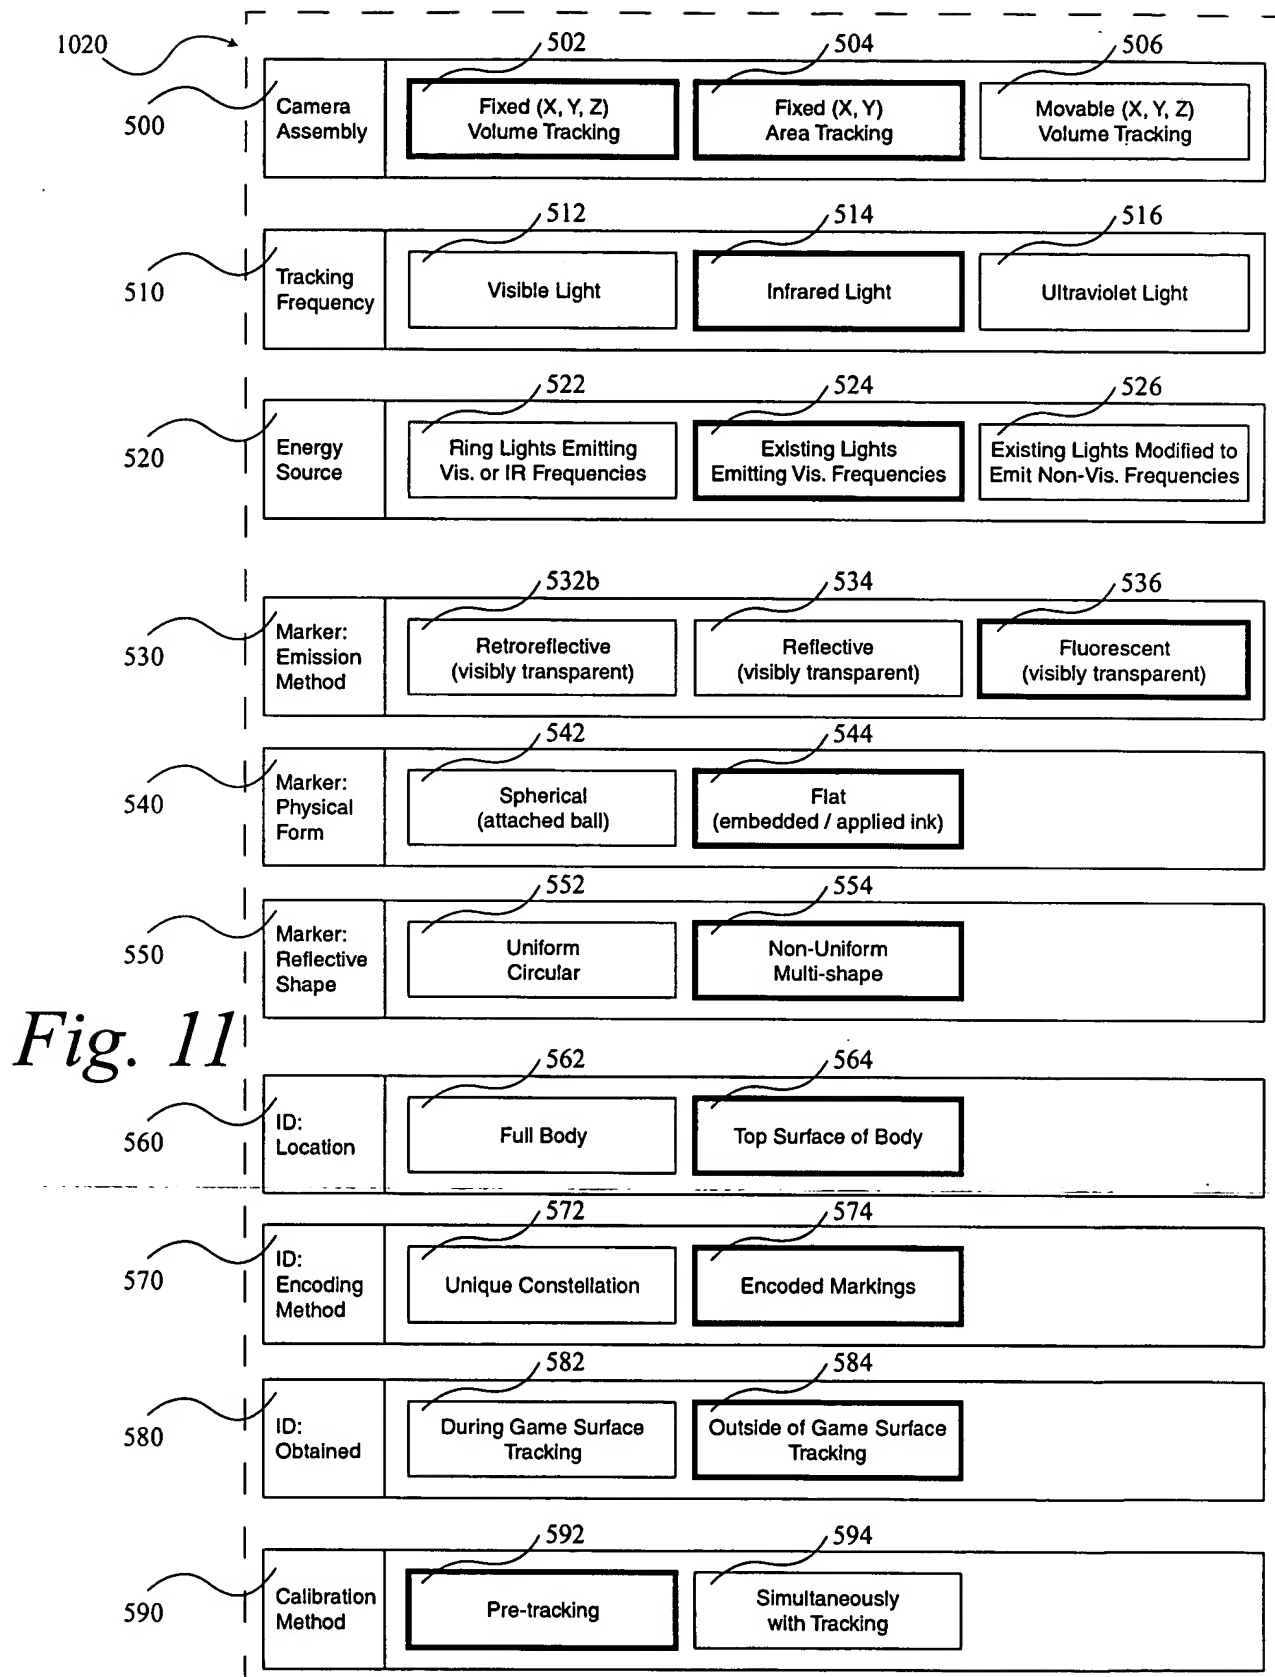 1020
502
504
506
500
Camera
Assembly
Fixed (X, Y, Z)
Volume Tracking
Fixed (X, Y)
Area Tracking
Movable (X, Y, Z)
Volume Tracking
512
514
516
510
Tracking
Frequency
Visible Light
Infrared Light
Ultraviolet Light
522
524
526
520
Energy
Source
Ring Lights Emitting
Vis. or IR Frequencies
Existing Lights
Emitting Vis. Frequencies
Existing Lights Modified to
Emit Non-Vis. Frequencies
532b
534
536
530
Marker:
Emission
Method
Retroreflective
(visibly transparent)
Reflective
(visibly transparent)
Fluorescent
(visibly transparent)
542
544
540
Marker:
Physical
Form
Spherical
(attached ball)
Flat
(embedded / applied ink)
552
554
550
Marker:
Reflective
Shape
Uniform
Circular
Non-Uniform
Multi-shape
Fig. 11
562
564
560
ID:
Location
Full Body
Top Surface of Body
572
574
570
ID:
Encoding
Method
Unique Constellation
Encoded Markings
582
584
580
ID:
Obtained
During Game Surface
Tracking
Outside of Game Surface
Tracking
592
594
590
Calibration
Method
Pre-tracking
Simultaneously
with Tracking